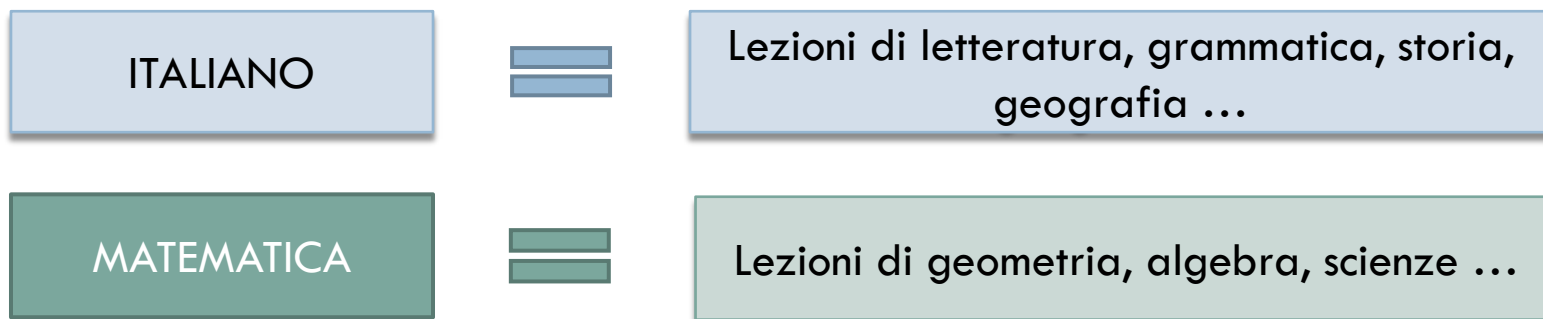 ITALIANO
Lezioni di letteratura, grammatica, storia,
geografia …
MATEMATICA
Lezioni di geometria, algebra, scienze …